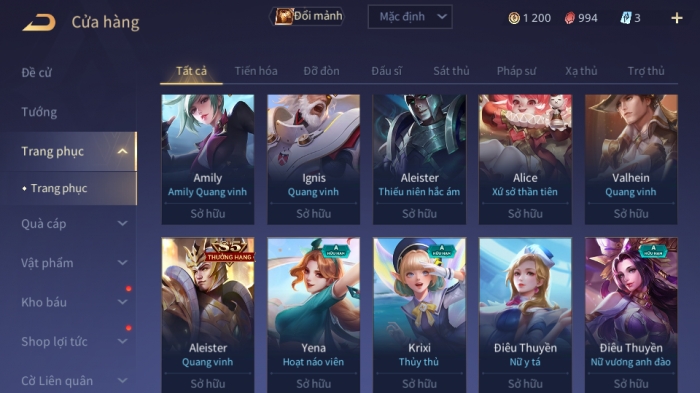 Cửa hàng
Đổi mảnh
Mặc định
1 200
994
3
Đề cử
Tướng
Trang phục
Trang phục
Quà cáp
Vật phẩm
Kho báu
Shop lợi tức
Cờ Liên quân
Tất cả Tiến hóa Đỡ đòn Đấu sĩ Sát thủ Pháp sư Xạ thủ Trợ thủ
Amily
Amily Quang vinh
Sở hữu
Ignis
Quang vinh
Sở hữu
Aleister
Thiếu niên hắc ám
Sở hữu
Alice
Xứ sở thần tiên
Sở hữu
Valhein
Quang vinh
Sở hữu
S5
THƯỞNG HẠNG
Aleister
Quang vinh
Sở hữu
A
HỮU HẠN
Yena
Hoạt náo viên
Sở hữu
A
HỮU HẠN
Krixi
Thủy thủ
Sở hữu
Điêu Thuyền
Nữ y tá
Sở hữu
A
HỮU HẠN
Điêu Thuyền
Nữ vương anh đào
Sở hữu